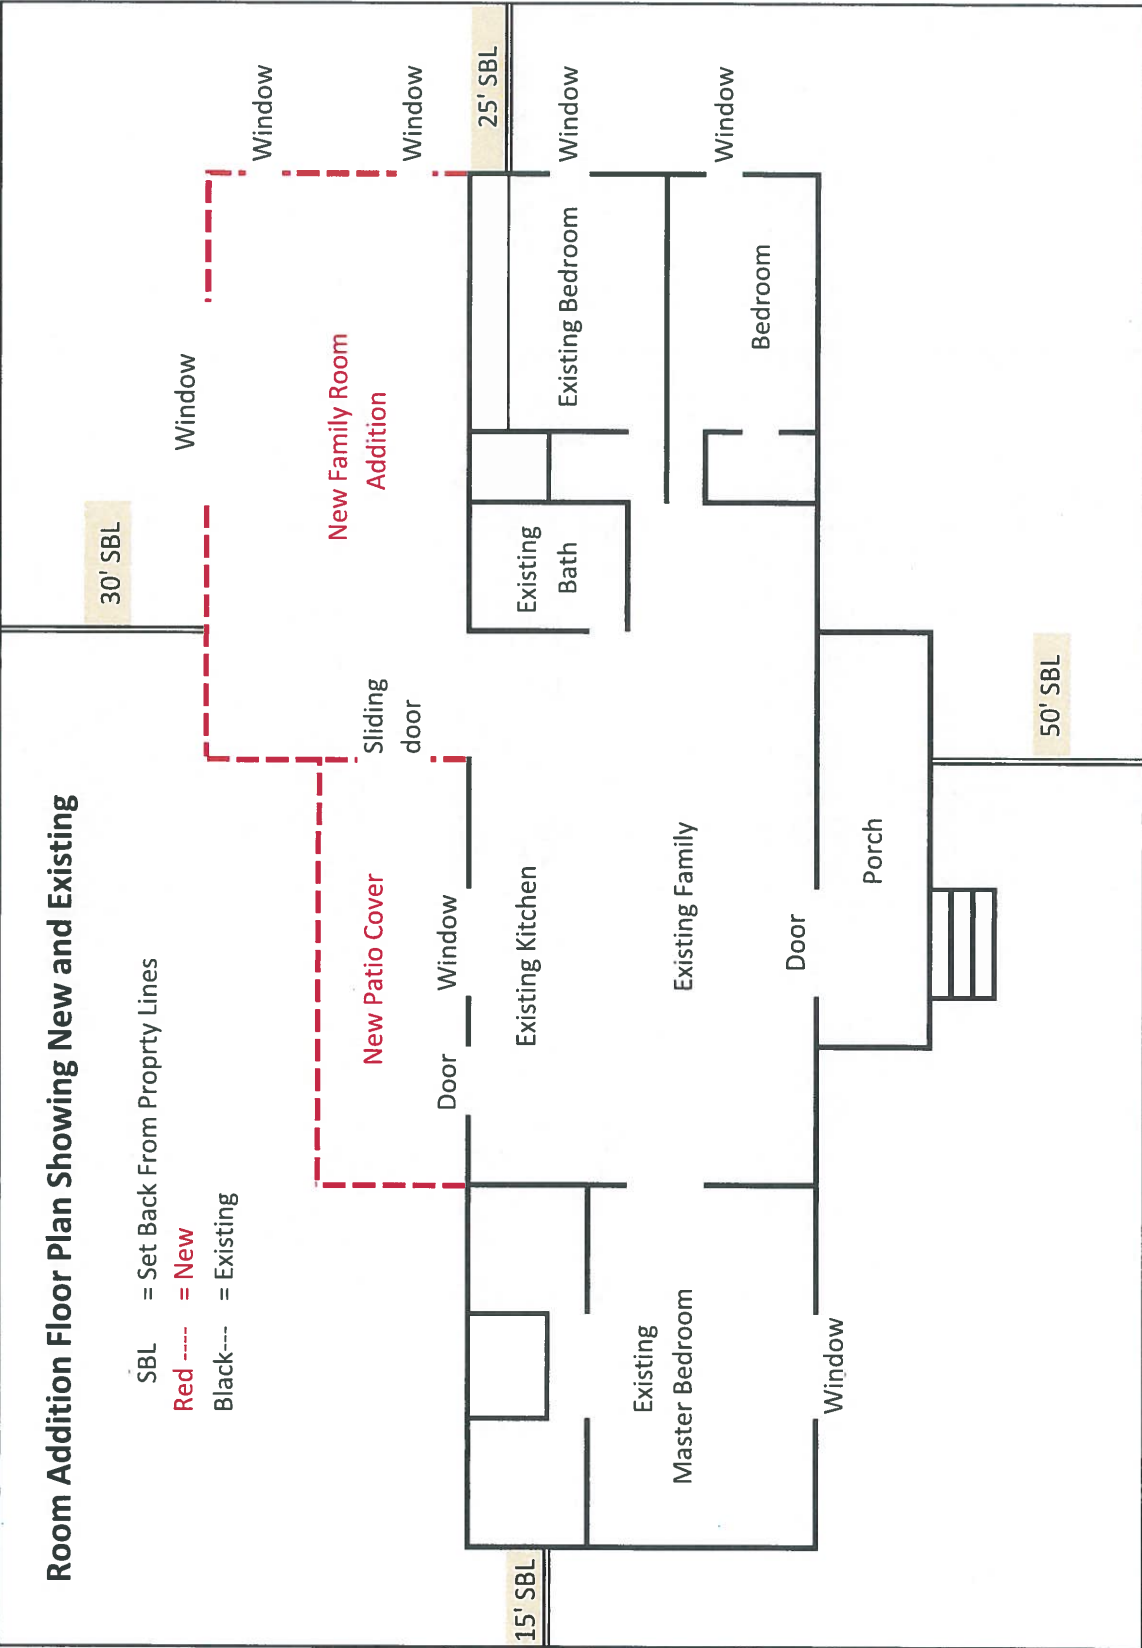 Room Addition Floor Plan Showing New and Existing
SBL = Set Back From Proprty Lines
Red ---- = New
Black--- = Existing
30' SBL
Window
Window
Window
25' SBL
New Family Room
Addition
Sliding
door
New Patio Cover
Door
Window
Window
Window
Existing Bedroom
Bedroom
Existing
Bath
Existing Kitchen
Existing Family
Existing
Master Bedroom
15' SBL
Window
Door
Porch
50' SBL